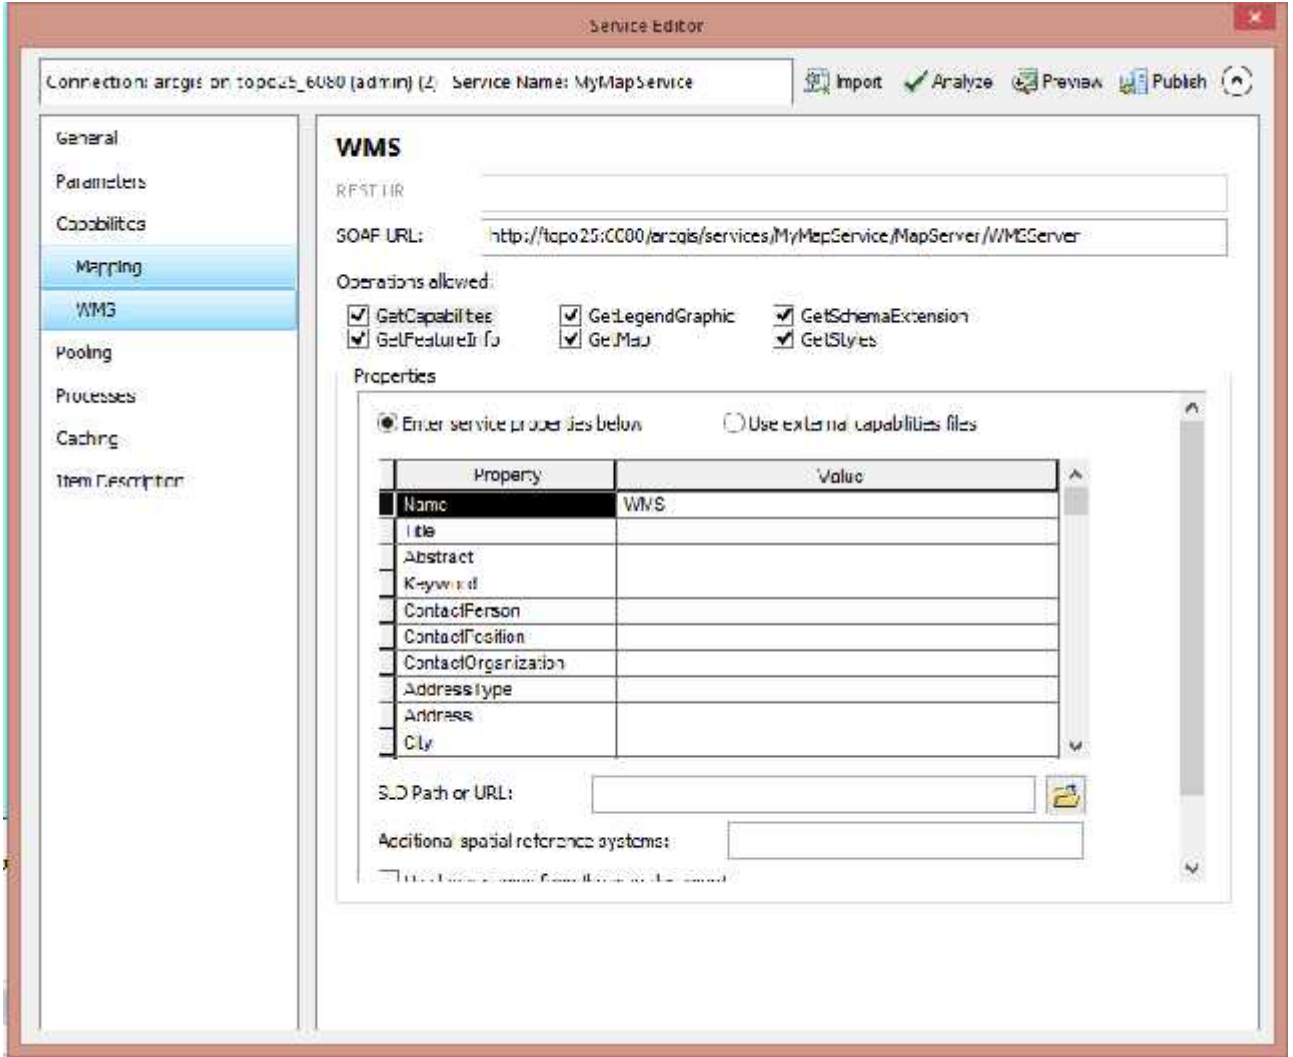 Service Editor
Connection: arcgis on topo25_6080 (admin) (2) Service Name: MyMapService Import Analyze Preview Publish
General
Parameters
Capabilities
Mapping
WMS
Pooling
Processes
Caching
Item Description
WMS
REST UR
SOAP URL: http://topo25:6080/arcgis/services/MyMapService/MapServer/WMSServer
Operations allowed:
GetCapabilities GetLegendGraphic GetSchemaExtension
GetFeatureInfo GetMap GetStyles
Properties
Enter service properties below Use external capabilities files
Property Value
Name WMS
Title
Abstract
Keyword
ContactPerson
ContactPosition
ContactOrganization
AddressType
Address
City
SLD Path or URL:
Additional spatial reference systems: